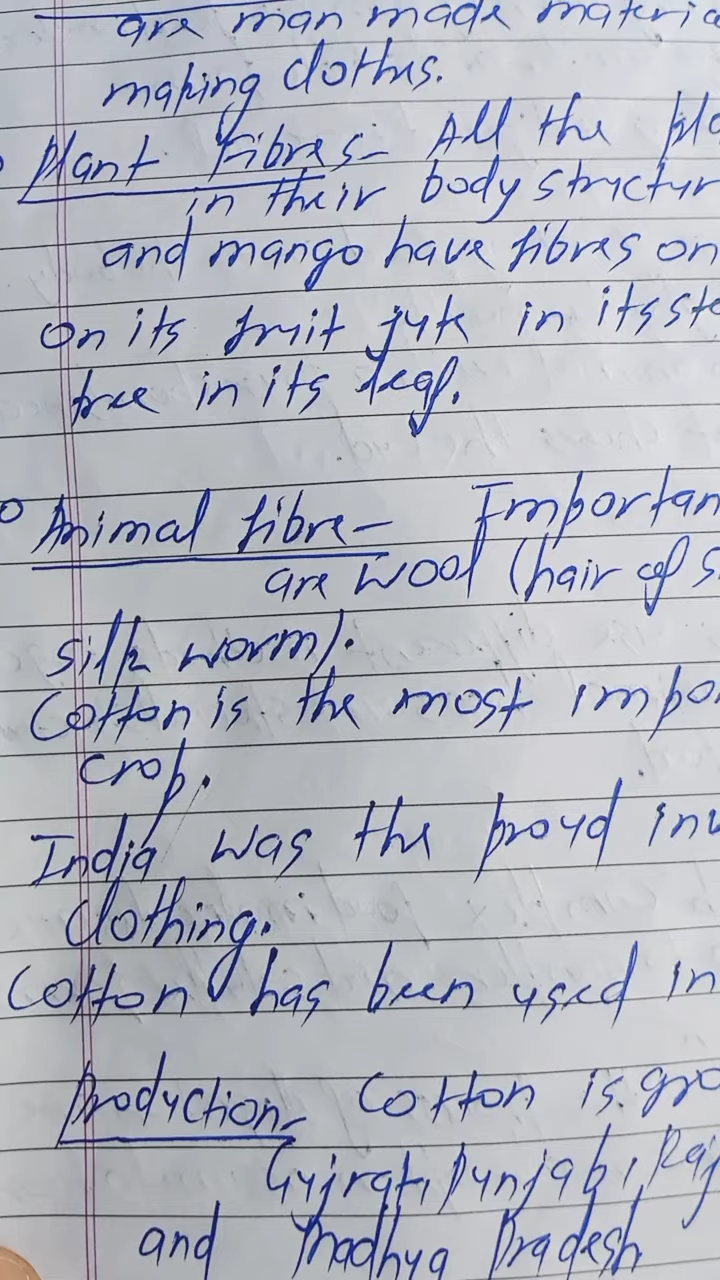 are man made materia
making clothes.
Plant Fibres- All the pla
in their body structur
and mango have fibres on
on its fruit jute in its ste
tree in its leaf.
Animal fibre- Importan
are wool (hair of s
silk worm).
Cotton is the most impo
crop.
India was the proud inv
clothing.
Cotton has been used in
Production- Cotton is gro
Gujrat, Punjab, Raj
and Madhya Pradesh